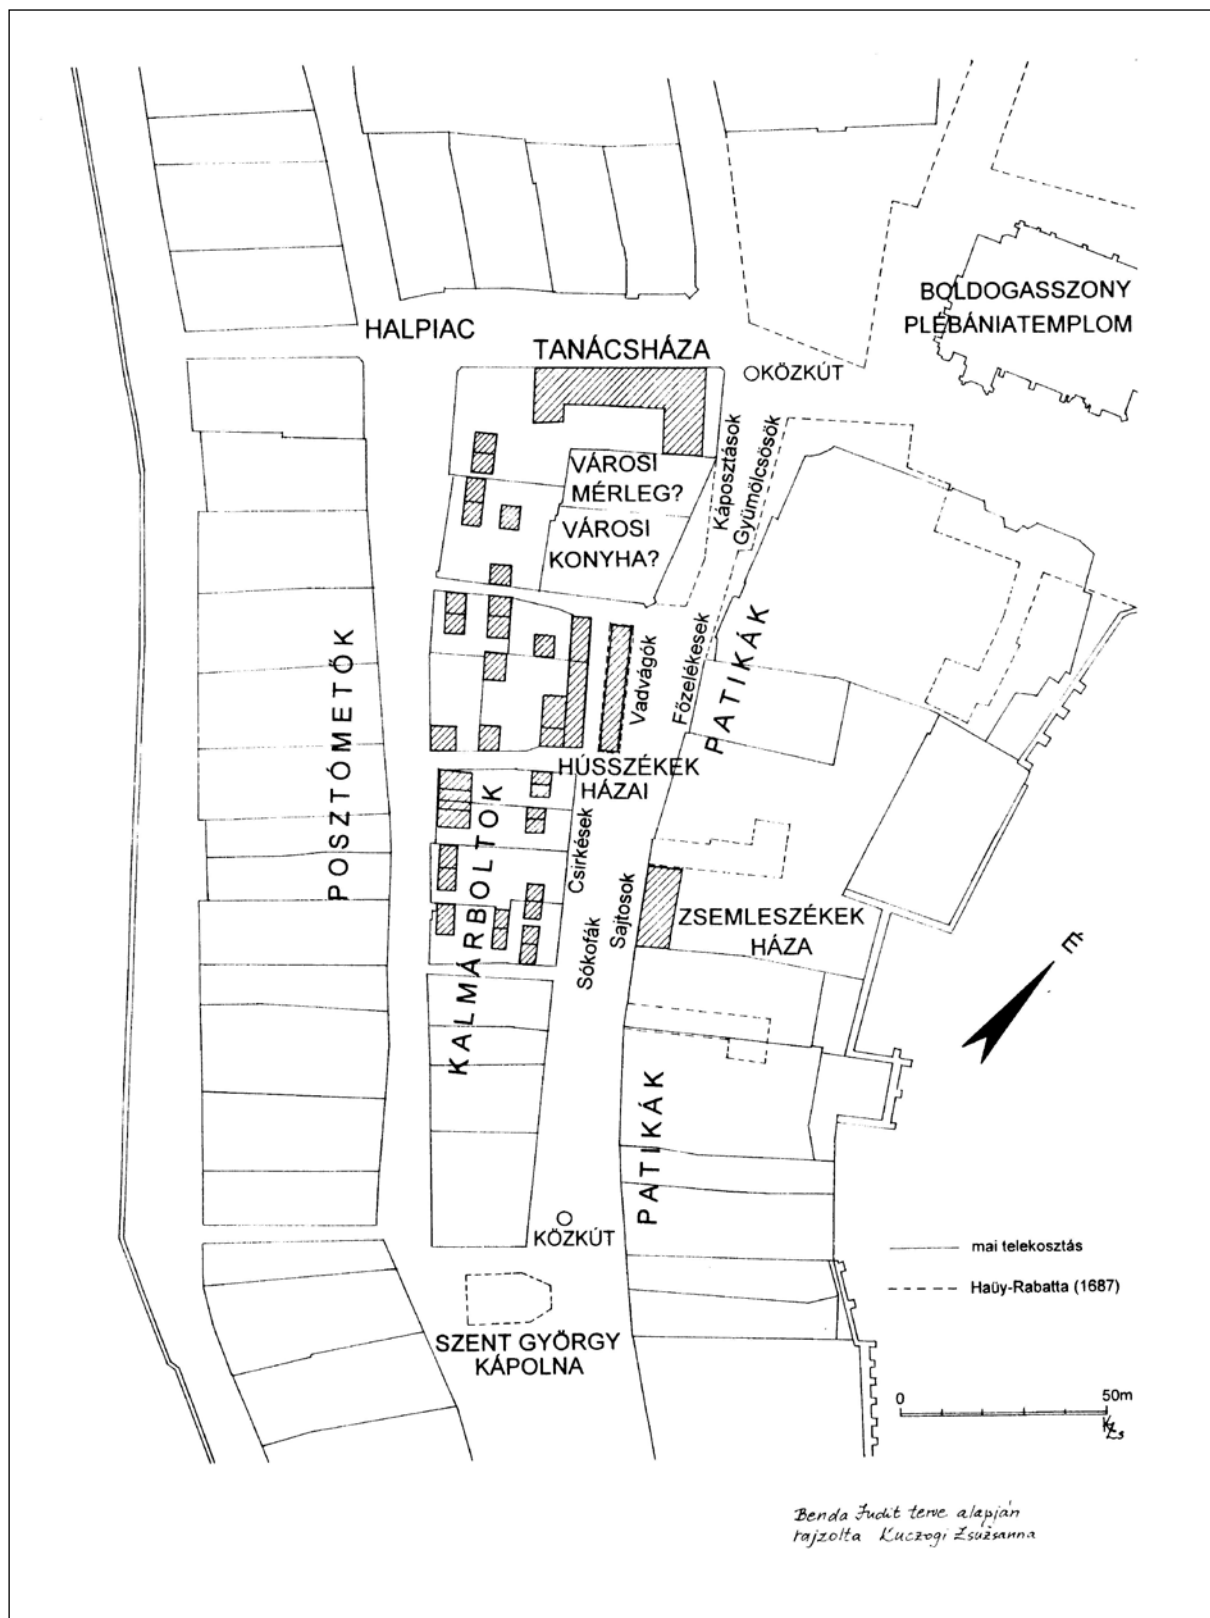 BOLDOGASSZONY
PLÉBÁNIATEMPLOM
HALPIAC
TANÁCSHÁZA
KÖZKÚT
Káposztások
Gyümölcsösök
VÁROSI
MÉRLEG?
VÁROSI
KONYHA?
POSZTÓMETŐK
Vadvágók
Főzelékesek
PATIKÁK
HÚSSZÉKEK
HÁZAI
KALMÁRBOLTOK
Csirkések
Sókofák
Sajtosok
ZSEMLESZÉKEK
HÁZA
É
PATIKÁK
KÖZKÚT
mai telekosztás
Haüy-Rabatta (1687)
SZENT GYÖRGY
KÁPOLNA
0 50m
KZs
Benda Judit terve alapján
rajzolta Kuczogi Zsuzsanna